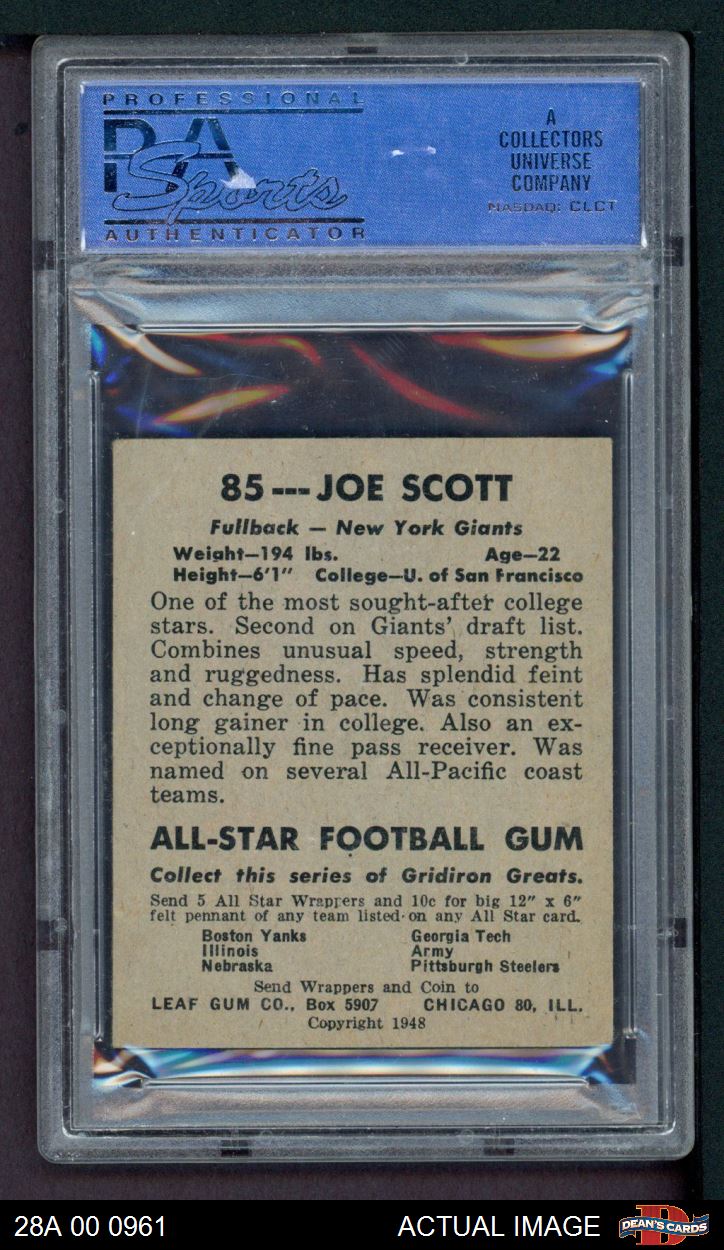 PROFESSIONAL
PSA
Sports
AUTHENTICATOR
A
COLLECTORS
UNIVERSE
COMPANY
NASDAQ: CLCT
85---JOE SCOTT
Fullback — New York Giants
Weight—194 lbs. Age—22
Height—6'1" College—U. of San Francisco
One of the most sought-after college
stars. Second on Giants' draft list.
Combines unusual speed, strength
and ruggedness. Has splendid feint
and change of pace. Was consistent
long gainer in college. Also an ex-
ceptionally fine pass receiver. Was
named on several All-Pacific coast
teams.
ALL-STAR FOOTBALL GUM
Collect this series of Gridiron Greats.
Send 5 All Star Wrappers and 10c for big 12" x 6"
felt pennant of any team listed on any All Star card.
Boston Yanks Georgia Tech
Illinois Army
Nebraska Pittsburgh Steelers
Send Wrappers and Coin to
LEAF GUM CO., Box 5907 CHICAGO 80, ILL.
Copyright 1948
28A 00 0961 ACTUAL IMAGE DEAN'S CARDS